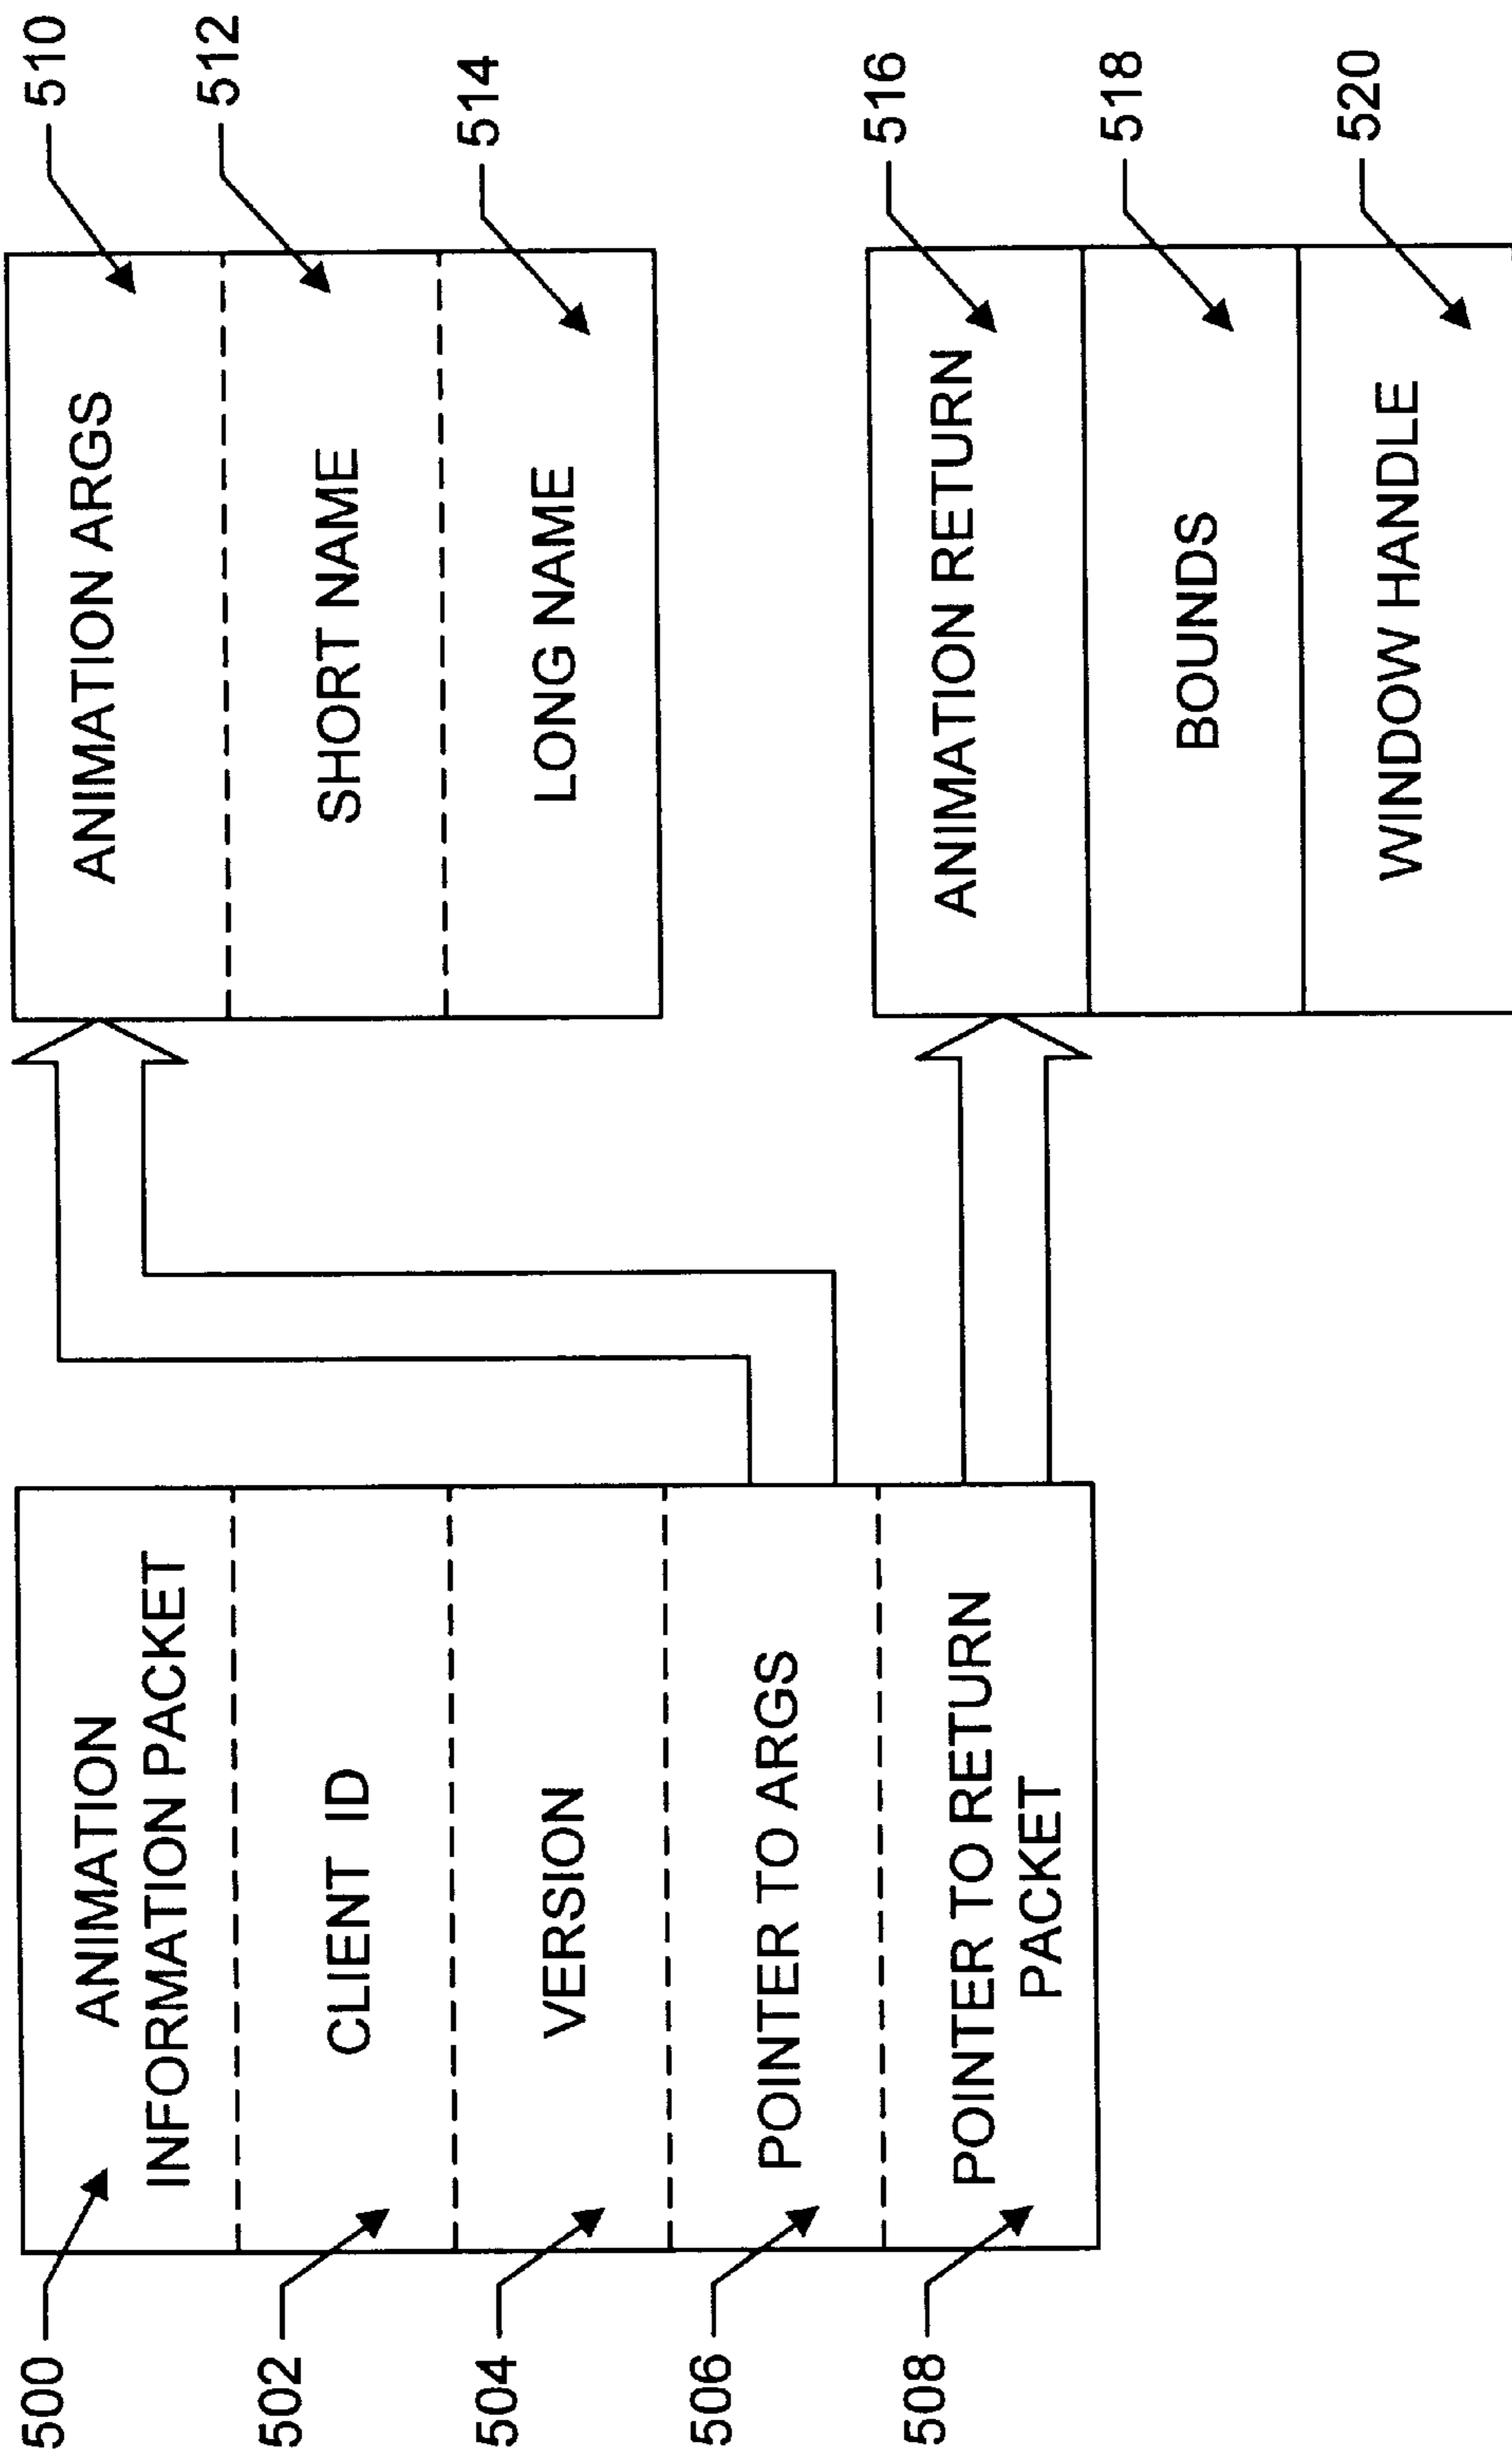 500
ANIMATION
INFORMATION PACKET
502
CLIENT ID
504
VERSION
506
POINTER TO ARGS
508
POINTER TO RETURN
PACKET
ANIMATION ARGS
510
SHORT NAME
512
LONG NAME
514
ANIMATION RETURN
516
BOUNDS
518
WINDOW HANDLE
520